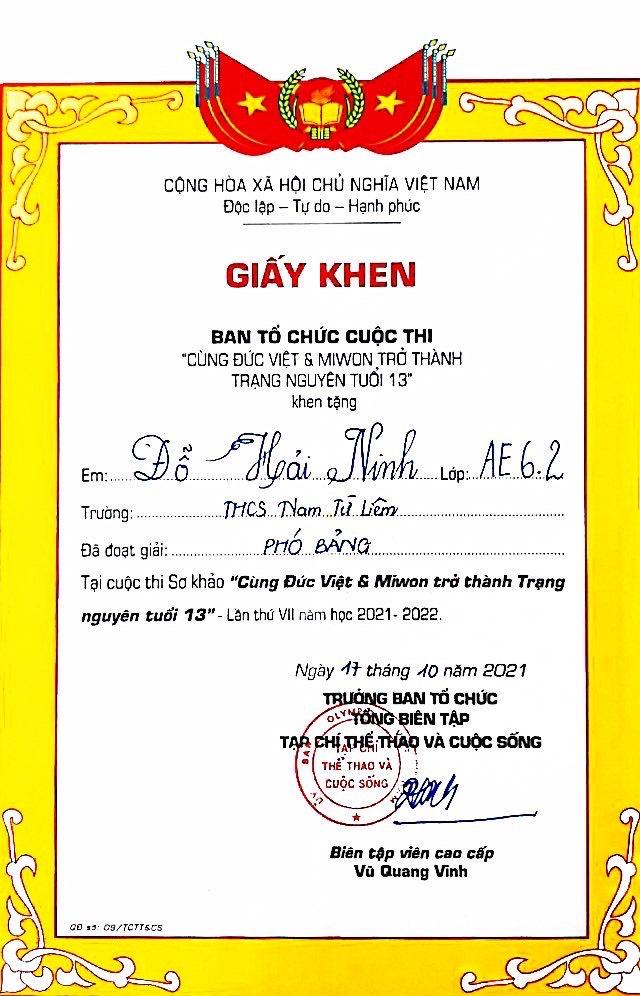 CỘNG HÒA XÃ HỘI CHỦ NGHĨA VIỆT NAM
Độc lập – Tự do – Hạnh phúc
GIẤY KHEN
BAN TỔ CHỨC CUỘC THI
"CÙNG ĐỨC VIỆT & MIWON TRỞ THÀNH
TRẠNG NGUYÊN TUỔI 13"
khen tặng
Em: Đỗ Hải Ninh Lớp: AE6.2
Trường: THCS Nam Từ Liêm
Đã đoạt giải: PHÓ BẢNG
Tại cuộc thi Sơ khảo "Cùng Đức Việt & Miwon trở thành Trạng
nguyên tuổi 13" - Lần thứ VII năm học 2021- 2022.
Ngày 17 tháng 10 năm 2021
TRƯỞNG BAN TỔ CHỨC
TỔNG BIÊN TẬP
TẠP CHÍ THỂ THAO VÀ CUỘC SỐNG
ỦY BAN OLYMPIC
TẠP CHÍ
THỂ THAO VÀ
CUỘC SỐNG
Biên tập viên cao cấp
Vũ Quang Vinh
QĐ số: 09/TCTT&CS